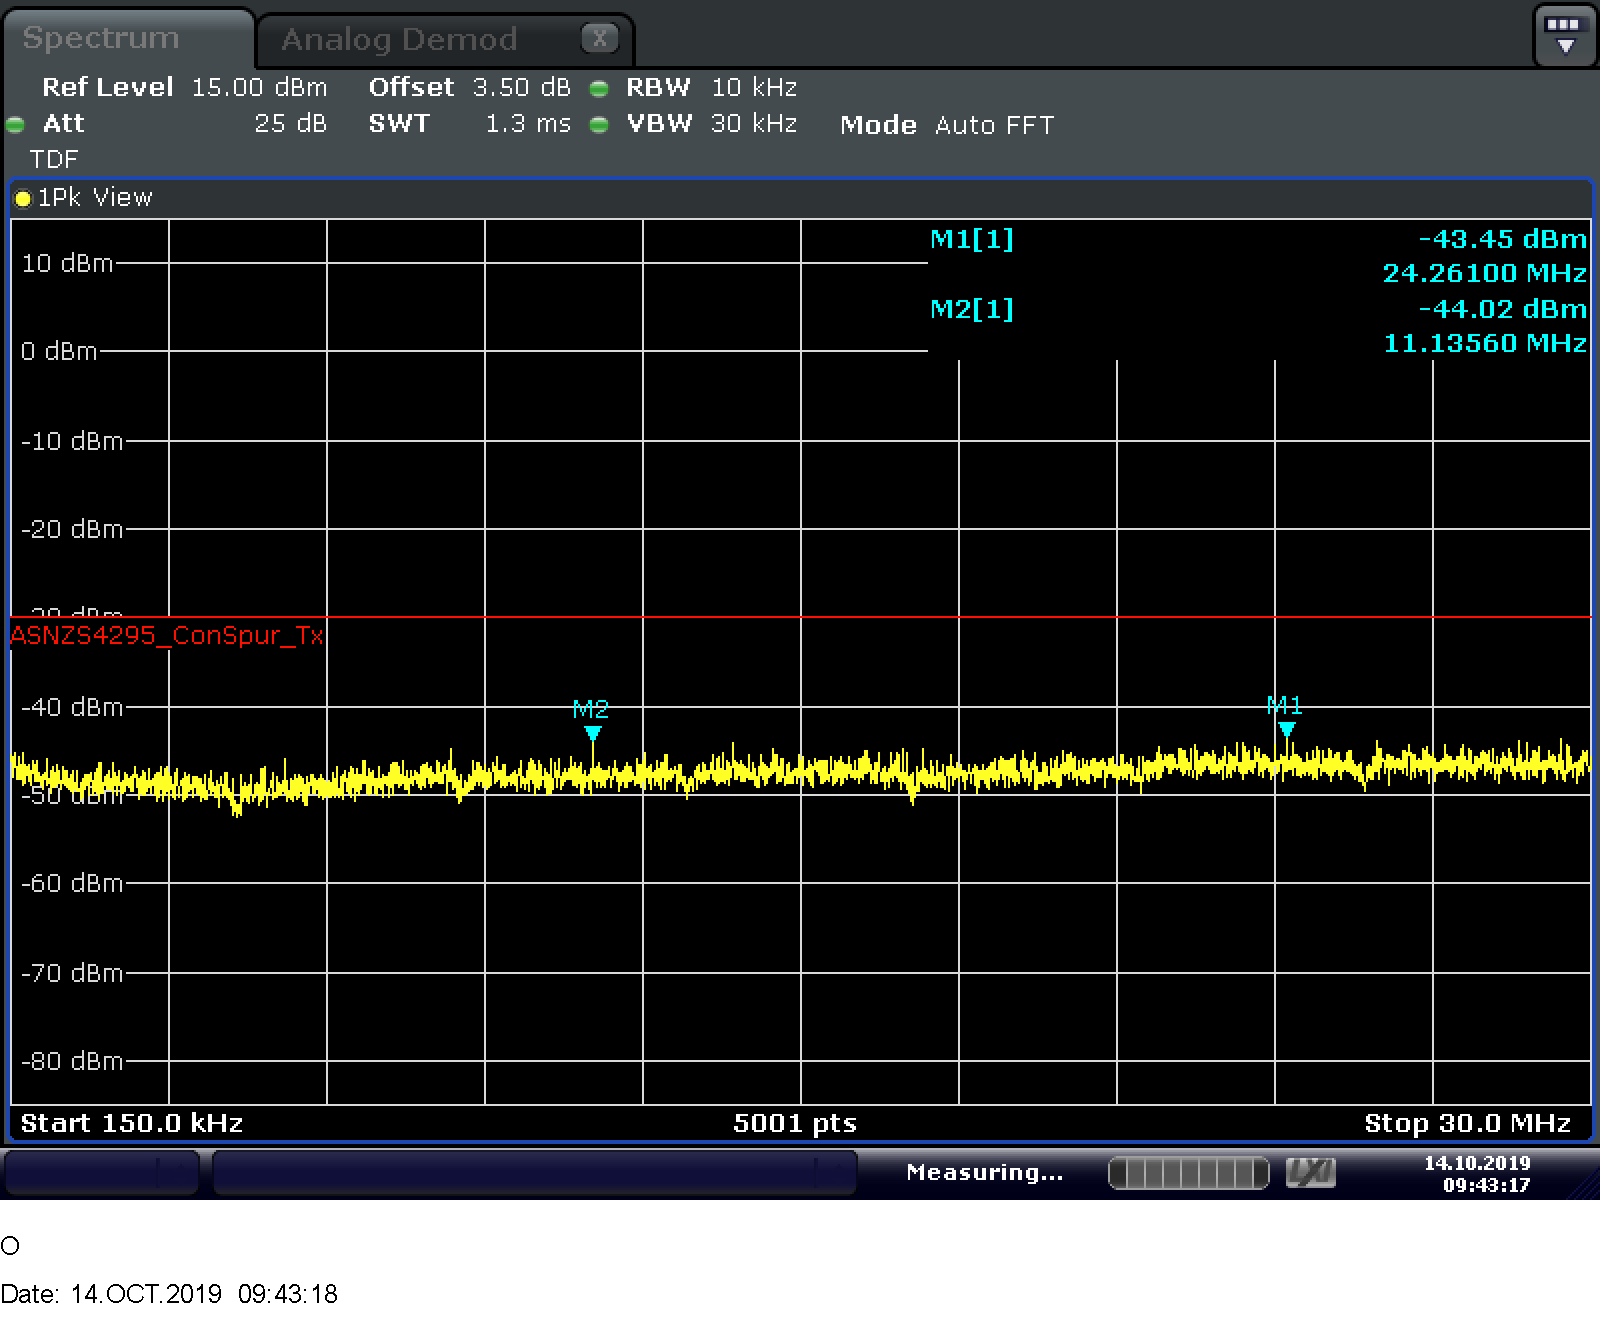 Spectrum
Analog Demod X
Ref Level 15.00 dBm Offset 3.50 dB RBW 10 kHz
Att 25 dB SWT 1.3 ms VBW 30 kHz Mode Auto FFT
TDF
1Pk View
M1[1] -43.45 dBm
24.26100 MHz
M2[1] -44.02 dBm
11.13560 MHz
10 dBm
0 dBm
-10 dBm
-20 dBm
-30 dBm
ASNZS4295_ConSpur_Tx
-40 dBm
M2
M1
-50 dBm
-60 dBm
-70 dBm
-80 dBm
Start 150.0 kHz 5001 pts Stop 30.0 MHz
Measuring...
LXI
14.10.2019
09:43:17
O
Date: 14.OCT.2019 09:43:18